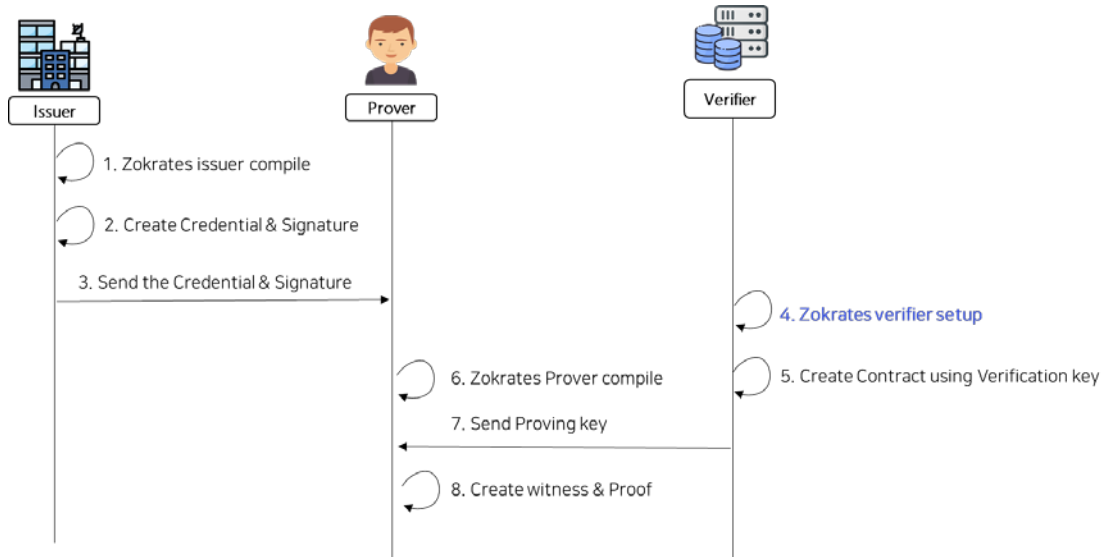 Issuer
Prover
Verifier
1. Zokrates issuer compile
2. Create Credential & Signature
3. Send the Credential & Signature
4. Zokrates verifier setup
5. Create Contract using Verification key
6. Zokrates Prover compile
7. Send Proving key
8. Create witness & Proof